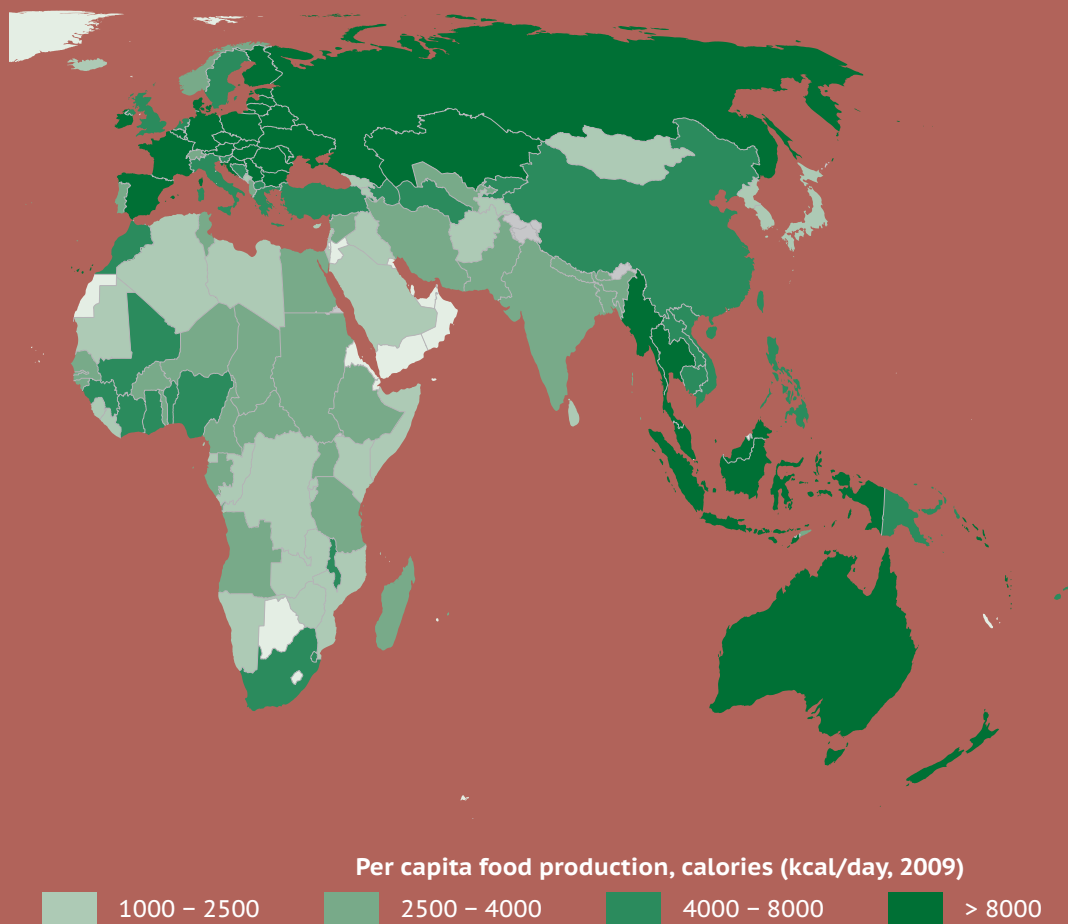 Per capita food production, calories (kcal/day, 2009)
1000 – 2500 2500 – 4000 4000 – 8000 > 8000